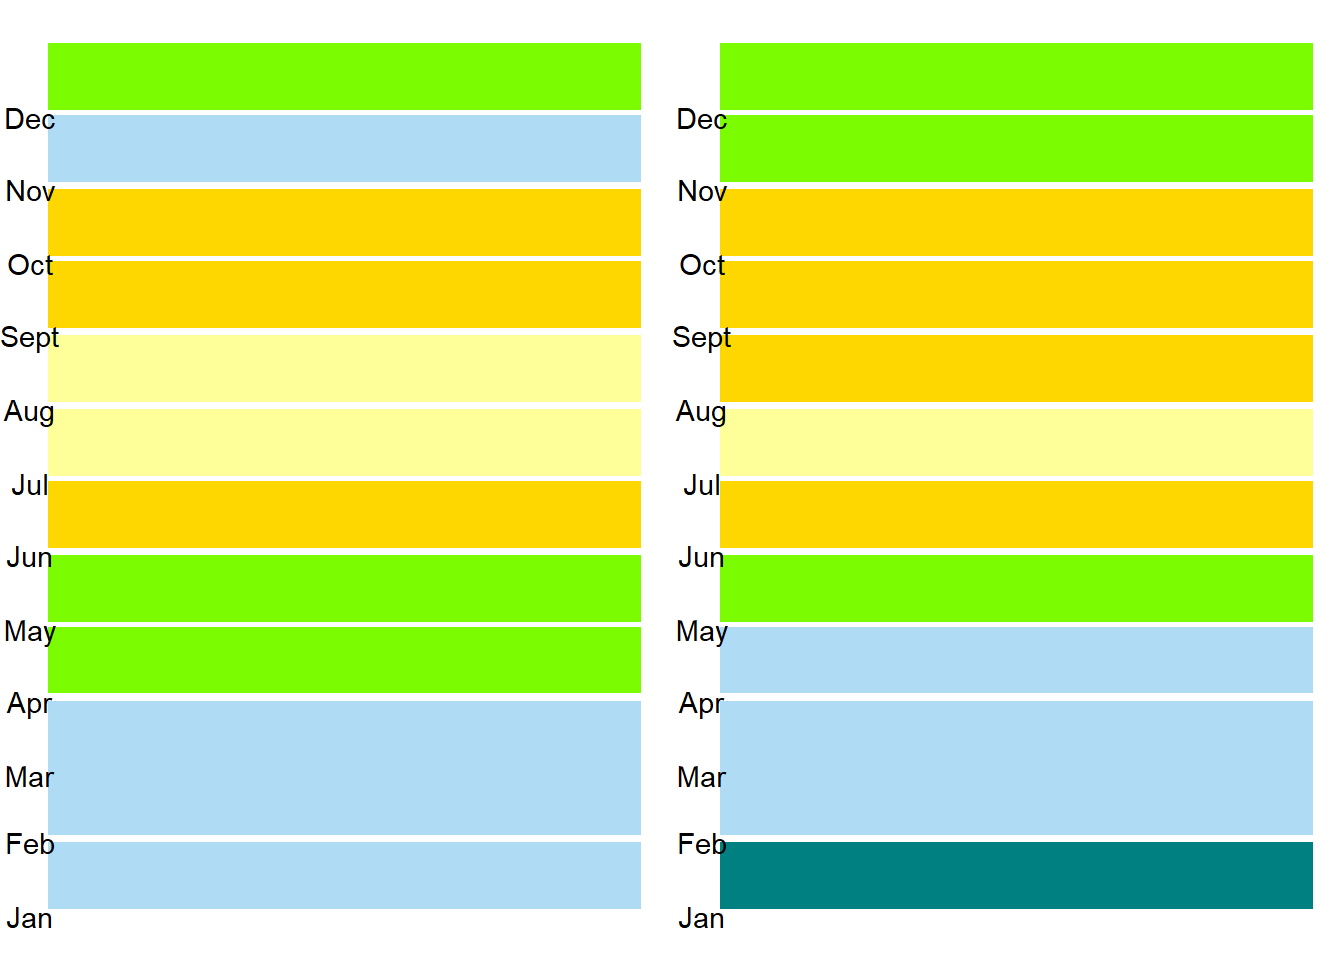 Dec
Nov
Oct
Sept
Aug
Jul
Jun
May
Apr
Mar
Feb
Jan
Dec
Nov
Oct
Sept
Aug
Jul
Jun
May
Apr
Mar
Feb
Jan